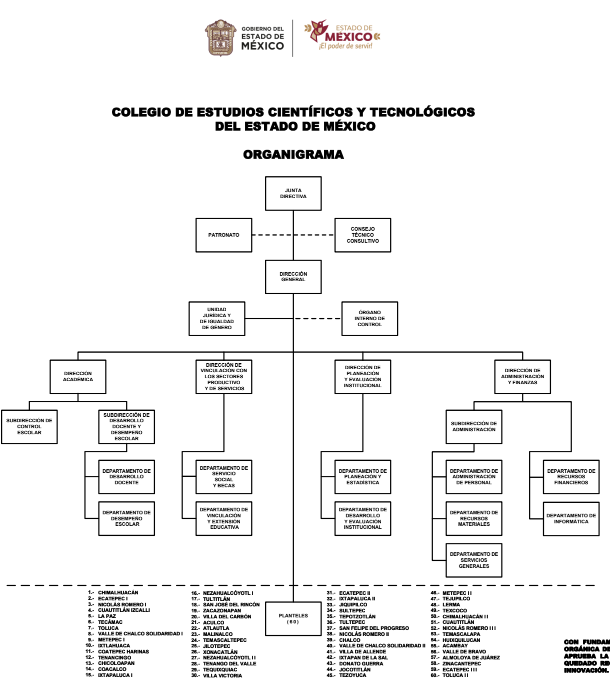 GOBIERNO DEL
ESTADO DE
MÉXICO
ESTADO DE
MÉXICO
¡El poder de servir!
COLEGIO DE ESTUDIOS CIENTÍFICOS Y TECNOLÓGICOS
DEL ESTADO DE MÉXICO
ORGANIGRAMA
JUNTA
DIRECTIVA
PATRONATO
CONSEJO
TÉCNICO
CONSULTIVO
DIRECCIÓN
GENERAL
UNIDAD
JURÍDICA Y
DE IGUALDAD
DE GÉNERO
ÓRGANO
INTERNO DE
CONTROL
DIRECCIÓN
ACADÉMICA
DIRECCIÓN DE
VINCULACIÓN CON
LOS SECTORES
PRODUCTIVO
Y DE SERVICIOS
DIRECCIÓN DE
PLANEACIÓN
Y EVALUACIÓN
INSTITUCIONAL
DIRECCIÓN DE
ADMINISTRACIÓN
Y FINANZAS
SUBDIRECCIÓN DE
CONTROL
ESCOLAR
SUBDIRECCIÓN DE
DESARROLLO
DOCENTE Y
DESEMPEÑO
ESCOLAR
SUBDIRECCIÓN DE
ADMINISTRACIÓN
DEPARTAMENTO DE
DESARROLLO
DOCENTE
DEPARTAMENTO DE
SERVICIO
SOCIAL
Y BECAS
DEPARTAMENTO DE
PLANEACIÓN Y
ESTADÍSTICA
DEPARTAMENTO DE
ADMINISTRACIÓN
DE PERSONAL
DEPARTAMENTO DE
RECURSOS
FINANCIEROS
DEPARTAMENTO DE
DESEMPEÑO
ESCOLAR
DEPARTAMENTO DE
VINCULACIÓN
Y EXTENSIÓN
EDUCATIVA
DEPARTAMENTO DE
DESARROLLO
Y EVALUACIÓN
INSTITUCIONAL
DEPARTAMENTO DE
RECURSOS
MATERIALES
DEPARTAMENTO DE
INFORMÁTICA
DEPARTAMENTO DE
SERVICIOS
GENERALES
1.- CHIMALHUACÁN
2.- ECATEPEC I
3.- NICOLÁS ROMERO I
4.- CUAUTITLÁN IZCALLI
5.- LA PAZ
6.- TECÁMAC
7.- TOLUCA
8.- VALLE DE CHALCO SOLIDARIDAD I
9.- METEPEC I
10.- IXTLAHUACA
11.- COATEPEC HARINAS
12.- TENANCINGO
13.- CHICOLOAPAN
14.- COACALCO
15.- IXTAPALUCA I
16.- NEZAHUALCÓYOTL I
17.- TULTITLÁN
18.- SAN JOSÉ DEL RINCÓN
19.- ZACAZONAPAN
20.- VILLA DEL CARBÓN
21.- ACULCO
22.- ATLAUTLA
23.- MALINALCO
24.- TEMASCALTEPEC
25.- JILOTEPEC
26.- XONACATLÁN
27.- NEZAHUALCÓYOTL II
28.- TENANGO DEL VALLE
29.- TEQUIXQUIAC
30.- VILLA VICTORIA
PLANTELES
(60)
31.- ECATEPEC II
32.- IXTAPALUCA II
33.- JIQUIPILCO
34.- SULTEPEC
35.- TEPOTZOTLÁN
36.- TULTEPEC
37.- SAN FELIPE DEL PROGRESO
38.- NICOLÁS ROMERO II
39.- CHALCO
40.- VALLE DE CHALCO SOLIDARIDAD II
41.- VILLA DE ALLENDE
42.- IXTAPAN DE LA SAL
43.- DONATO GUERRA
44.- JOCOTITLÁN
45.- TEZOYUCA
46.- METEPEC II
47.- TEJUPILCO
48.- LERMA
49.- TEXCOCO
50.- CHIMALHUACÁN II
51.- CUAUTITLÁN
52.- NICOLÁS ROMERO III
53.- TEMASCALAPA
54.- HUIXQUILUCAN
55.- ACAMBAY
56.- VALLE DE BRAVO
57.- ALMOLOYA DE JUÁREZ
58.- ZINACANTEPEC
59.- ECATEPEC III
60.- TOLUCA II
CON FUNDAM
ORGÁNICA DE
APRUEBA LA
QUEDADO RE
INNOVACIÓN.